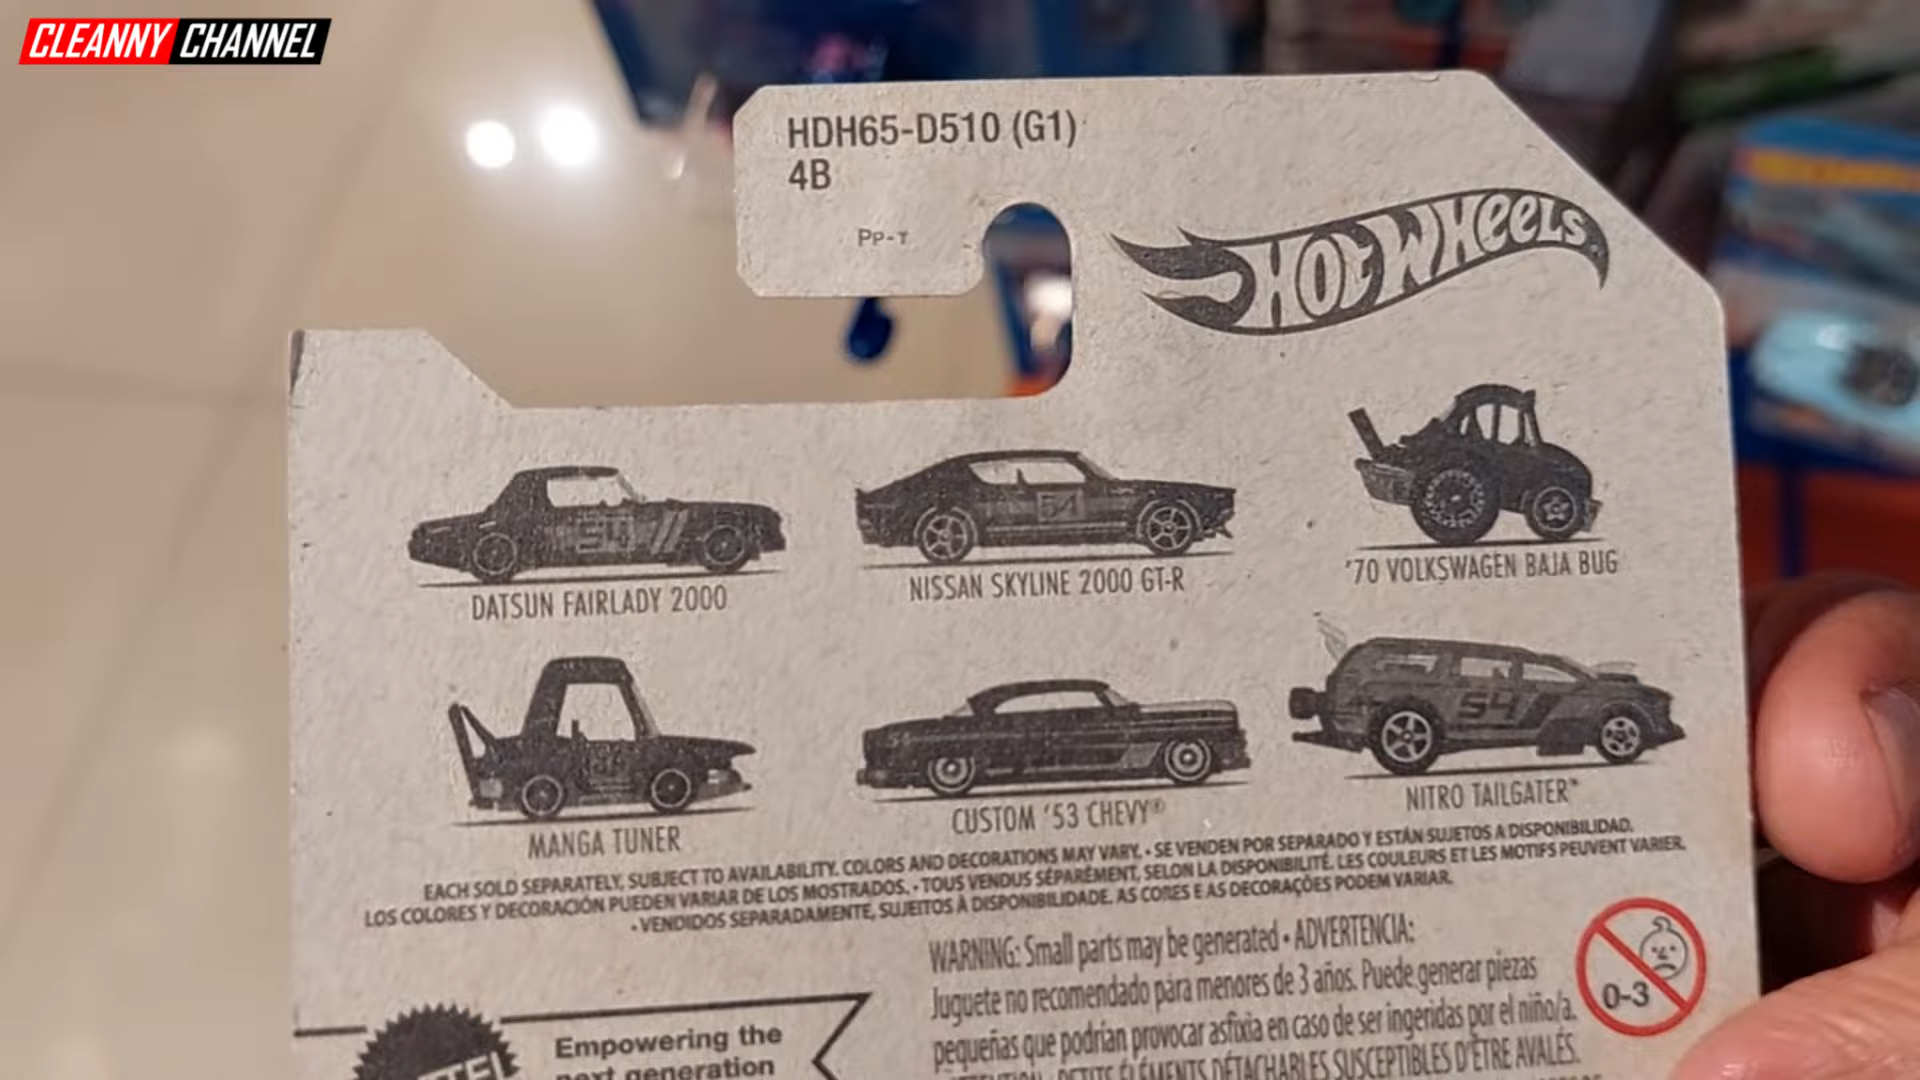 CLEANNY CHANNEL
HDH65-D510 (G1)
4B
PP-T
HOT WHEELS
54
DATSUN FAIRLADY 2000
NISSAN SKYLINE 2000 GT-R
'70 VOLKSWAGEN BAJA BUG
54
MANGA TUNER
CUSTOM '53 CHEVY®
NITRO TAILGATER™
EACH SOLD SEPARATELY, SUBJECT TO AVAILABILITY. COLORS AND DECORATIONS MAY VARY. • SE VENDEN POR SEPARADO Y ESTÁN SUJETOS A DISPONIBILIDAD.
LOS COLORES Y DECORACIÓN PUEDEN VARIAR DE LOS MOSTRADOS. • TOUS VENDUS SÉPARÉMENT, SELON LA DISPONIBILITÉ. LES COULEURS ET LES MOTIFS PEUVENT VARIER.
• VENDIDOS SEPARADAMENTE, SUJEITOS À DISPONIBILIDADE. AS CORES E AS DECORAÇÕES PODEM VARIAR.
WARNING: Small parts may be generated • ADVERTENCIA:
Juguete no recomendado para menores de 3 años. Puede generar piezas
pequeñas que podrían provocar asfixia en caso de ser ingeridas por el niño/a.
PETITS ÉLÉMENTS DÉTACHABLES SUSCEPTIBLES D'ÊTRE AVALÉS.
0-3
Empowering the
next generation